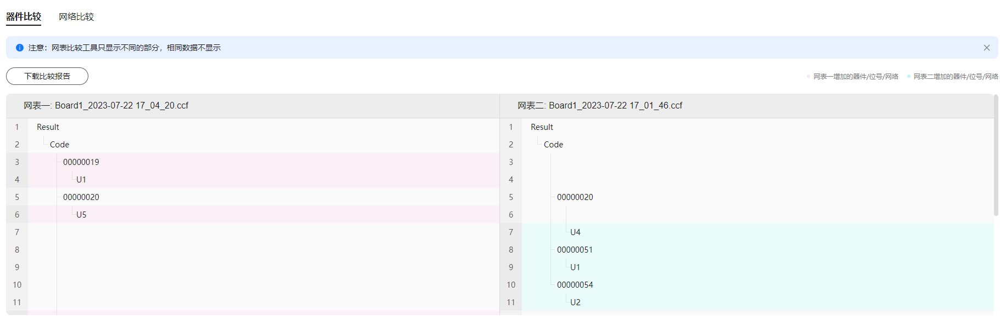 器件比较 网络比较
注意：网表比较工具只显示不同的部分，相同数据不显示
下载比较报告
网表一增加的器件/位号/网络 网表二增加的器件/位号/网络
网表一: Board1_2023-07-22 17_04_20.ccf 网表二: Board1_2023-07-22 17_01_46.ccf
1 Result 1 Result
2 Code 2 Code
3 00000019 3
4 U1 4
5 00000020 5 00000020
6 U5 6
7 7 U4
8 8 00000051
9 9 U1
10 10 00000054
11 11 U2